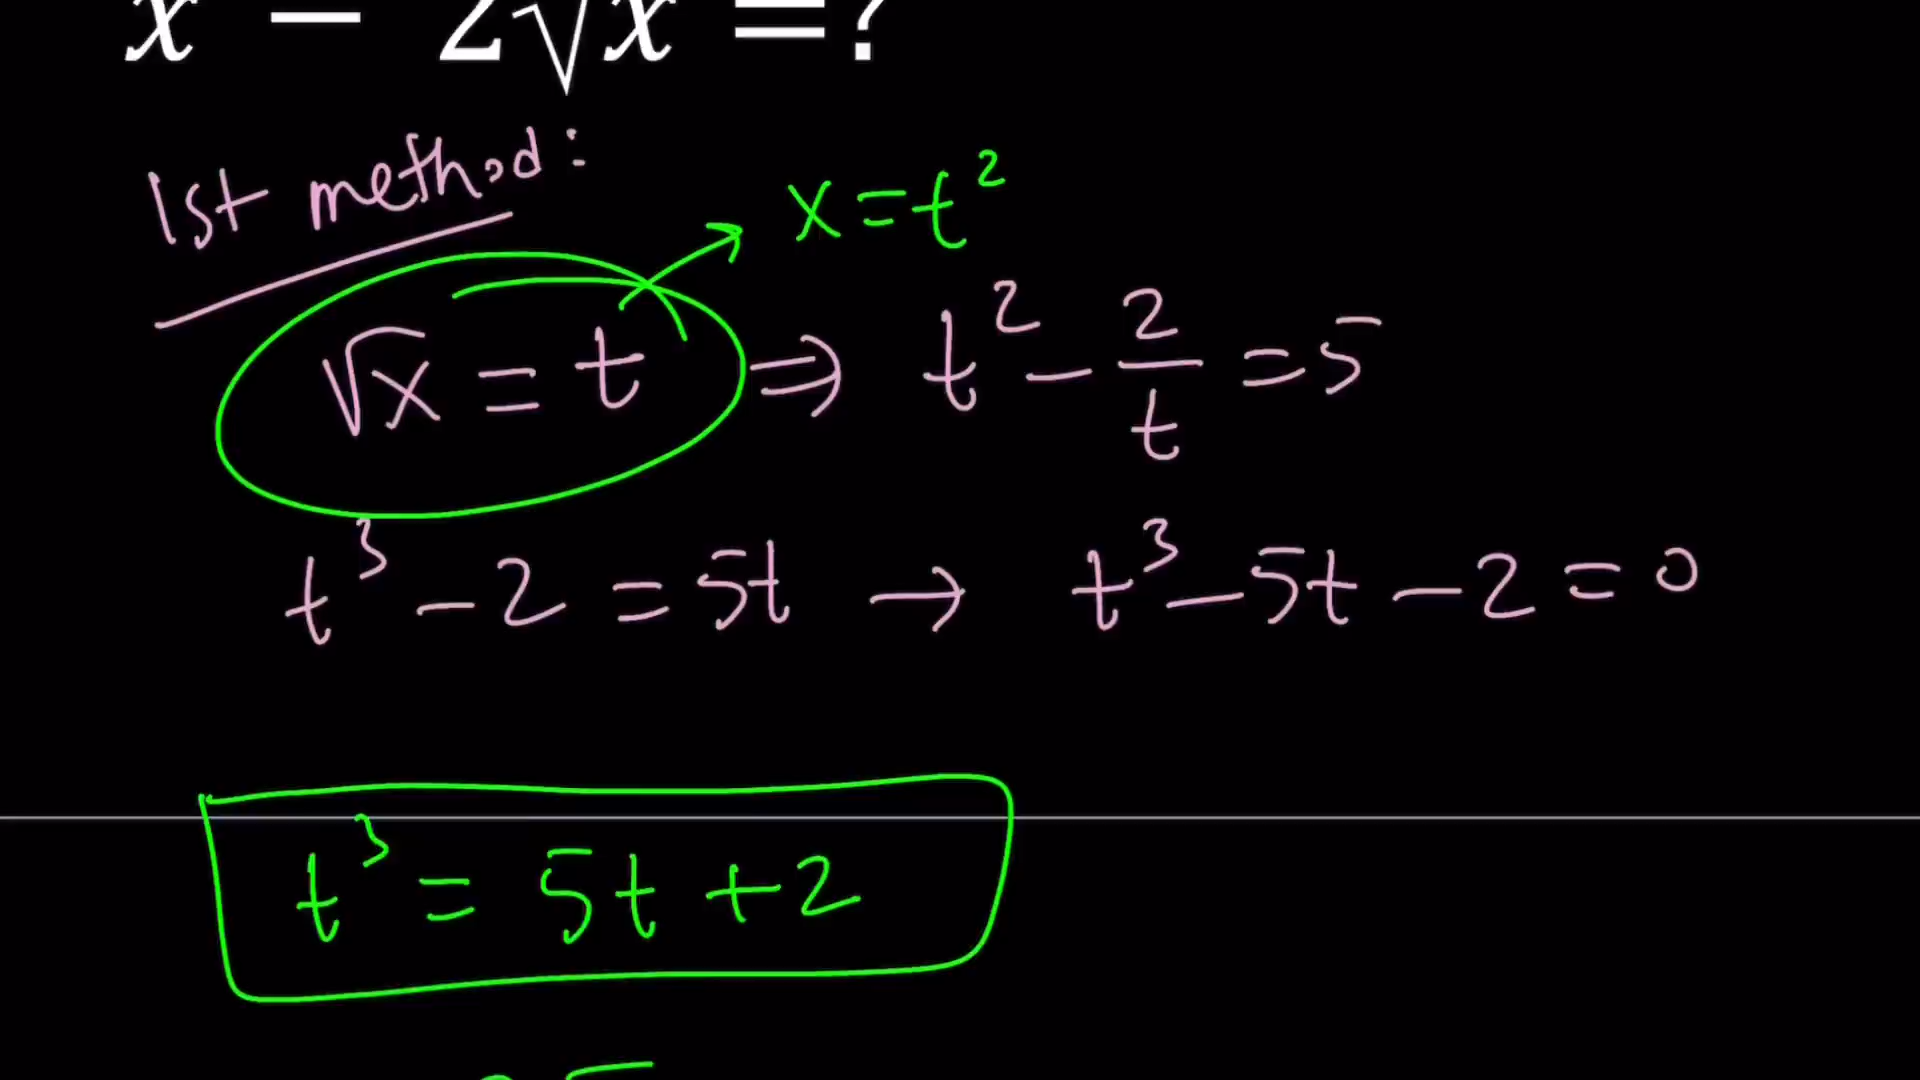 x − 2√x =?
1st method:
x = t²
√x = t ⇒ t² − 2/t = 5
t³ − 2 = 5t → t³ − 5t − 2 = 0
t³ = 5t + 2